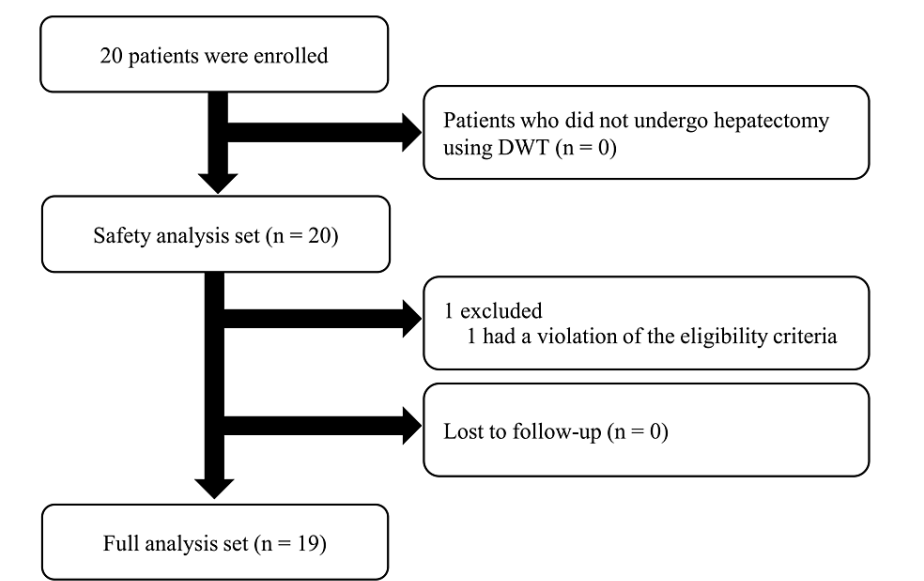 20 patients were enrolled
Patients who did not undergo hepatectomy
using DWT (n = 0)
Safety analysis set (n = 20)
1 excluded
1 had a violation of the eligibility criteria
Lost to follow-up (n = 0)
Full analysis set (n = 19)